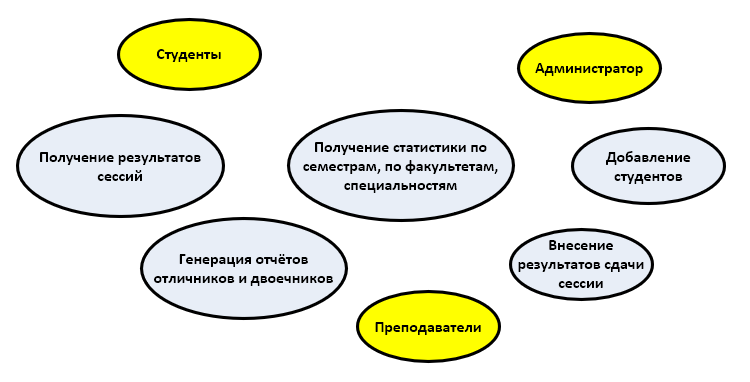 Студенты
Администратор
Получение результатов
сессий
Получение статистики по
семестрам, по факультетам,
специальностям
Добавление
студентов
Генерация отчётов
отличников и двоечников
Внесение
результатов сдачи
сессии
Преподаватели